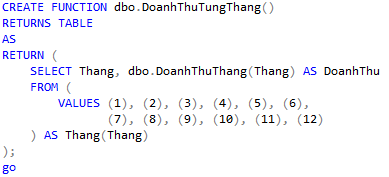 CREATE FUNCTION dbo.DoanhThuTungThang()
RETURNS TABLE
AS
RETURN (
    SELECT Thang, dbo.DoanhThuThang(Thang) AS DoanhThu
    FROM (
        VALUES (1), (2), (3), (4), (5), (6),
               (7), (8), (9), (10), (11), (12)
    ) AS Thang(Thang)
);
go